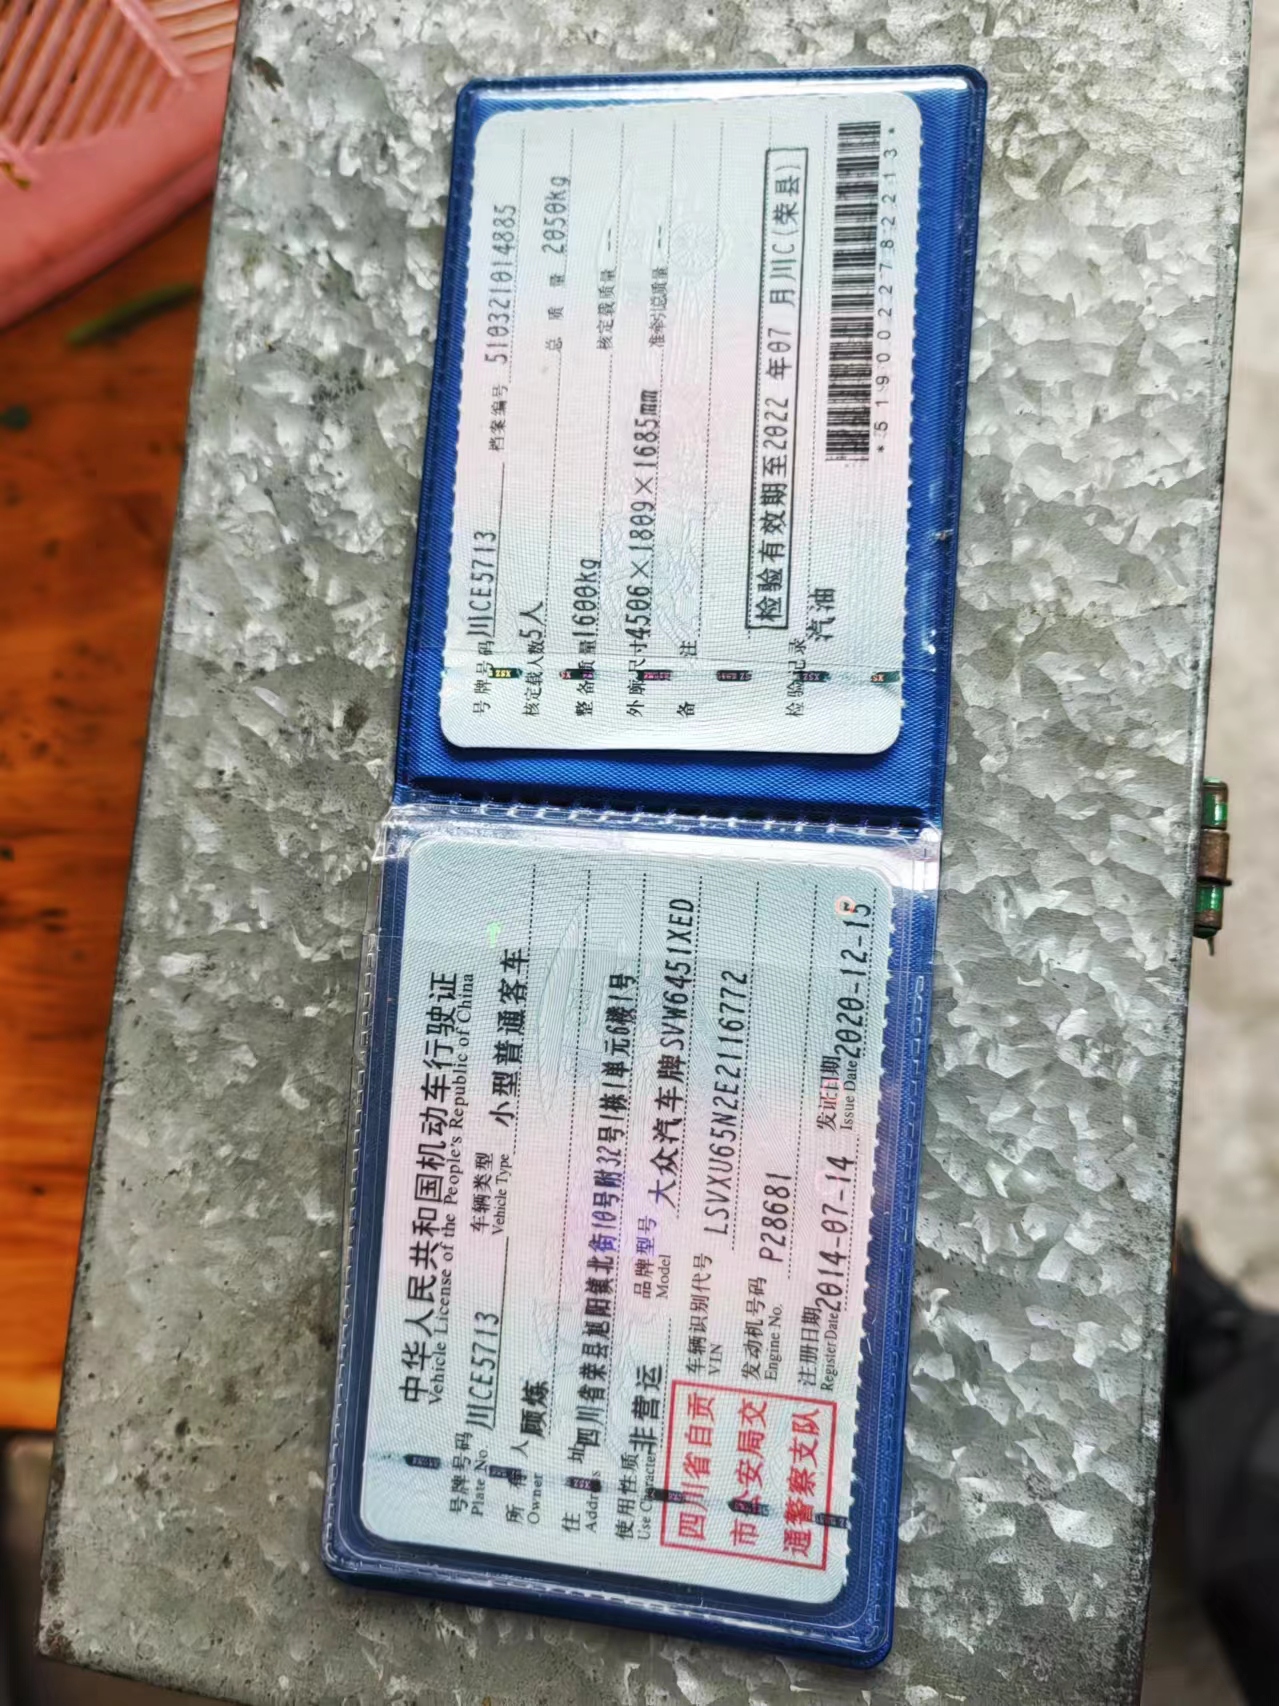 中华人民共和国机动车行驶证
Vehicle License of the People's Republic of China
号牌号码 川CE5713 车辆类型 小型普通客车
Plate No. Vehicle Type
所有人 顾炼
Owner
住址 四川省荣县旭阳镇北街10号附32号1栋1单元6楼1号
Address
使用性质 非营运 品牌型号 大众汽车牌SVW6451XED
Use Character Model
四川省自贡
市公安局交
通警察支队
车辆识别代号 LSVXU65N2E2116772
VIN
发动机号码 P28681
Engine No.
注册日期 2014-07-14 发证日期 2020-12-15
Register Date Issue Date
号牌号码 川CE5713 档案编号 510321014885
核定载人数 5人 总质量 2050kg
整备质量 1600kg 核定载质量 --
外廓尺寸 4506×1809×1685mm 准牵引总质量 --
备注
检验有效期至2022年07月川C(荣县)
检验记录
汽油
*5190022782213*